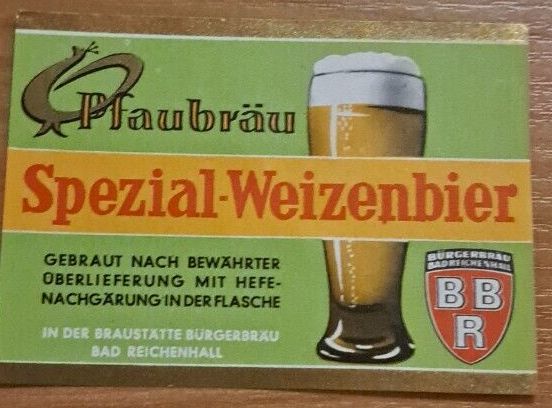 Pfaubräu
Spezial-Weizenbier
GEBRAUT NACH BEWÄHRTER
ÜBERLIEFERUNG MIT HEFE-
NACHGÄRUNG IN DER FLASCHE
IN DER BRAUSTÄTTE BÜRGERBRÄU
BAD REICHENHALL
BÜRGERBRÄU
BAD REICHENHALL
BB
R